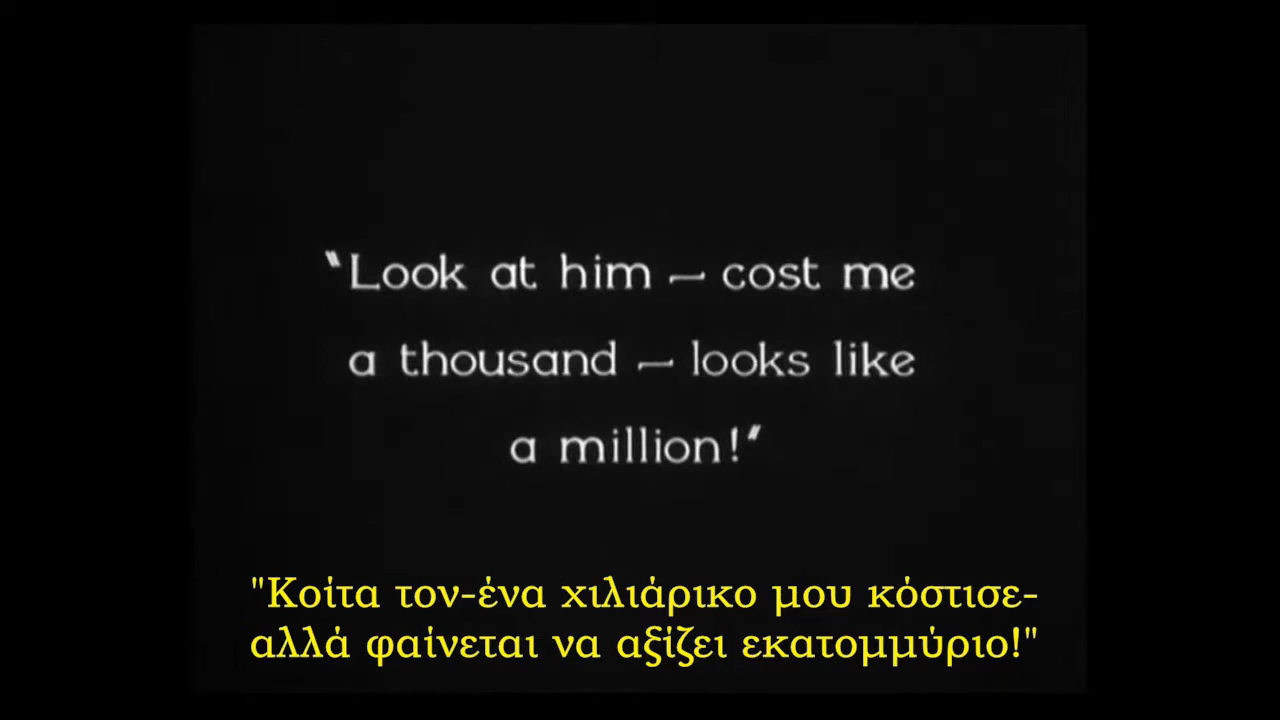 "Look at him — cost me
a thousand — looks like
a million!"
"Κοίτα τον-ένα χιλιάρικο μου κόστισε-
αλλά φαίνεται να αξίζει εκατομμύριο!"